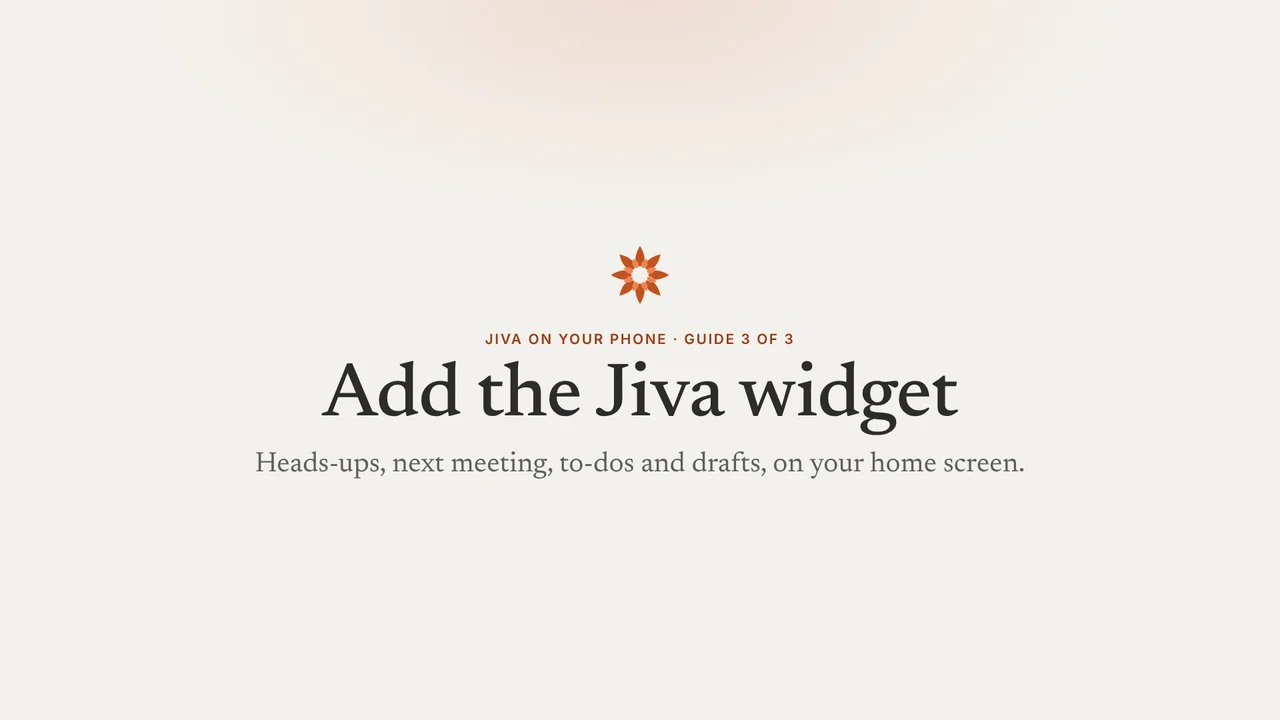 JIVA ON YOUR PHONE · GUIDE 3 OF 3
Add the Jiva widget
Heads-ups, next meeting, to-dos and drafts, on your home screen.